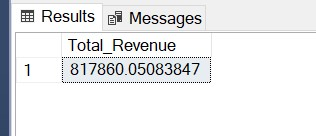 Results Messages
Total_Revenue
1 817860.05083847